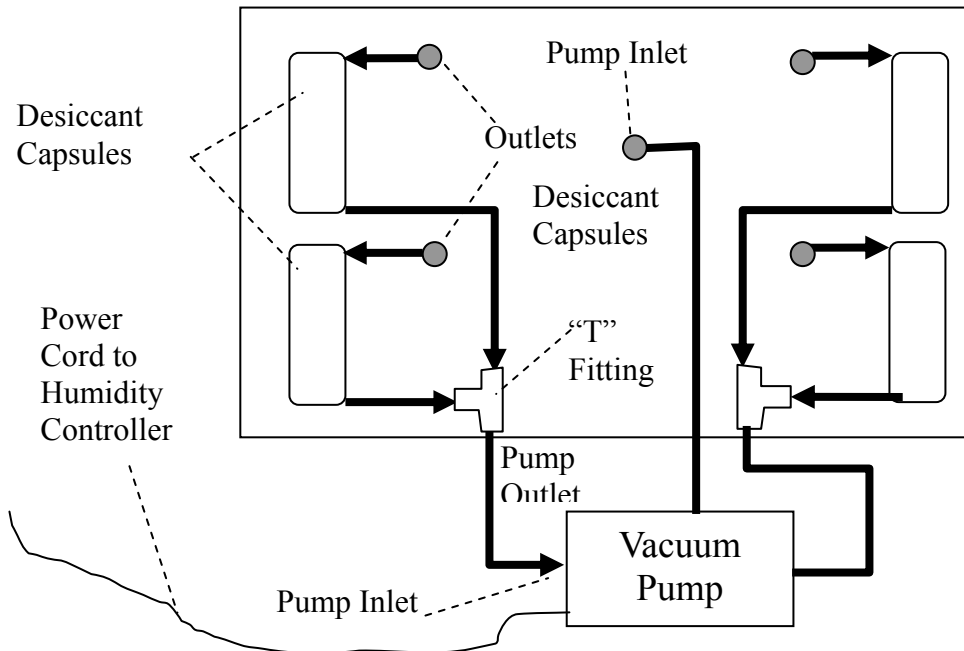 Pump Inlet
Desiccant
Capsules
Outlets
Desiccant
Capsules
Power
Cord to
Humidity
Controller
“T”
Fitting
Pump
Outlet
Vacuum
Pump
Pump Inlet